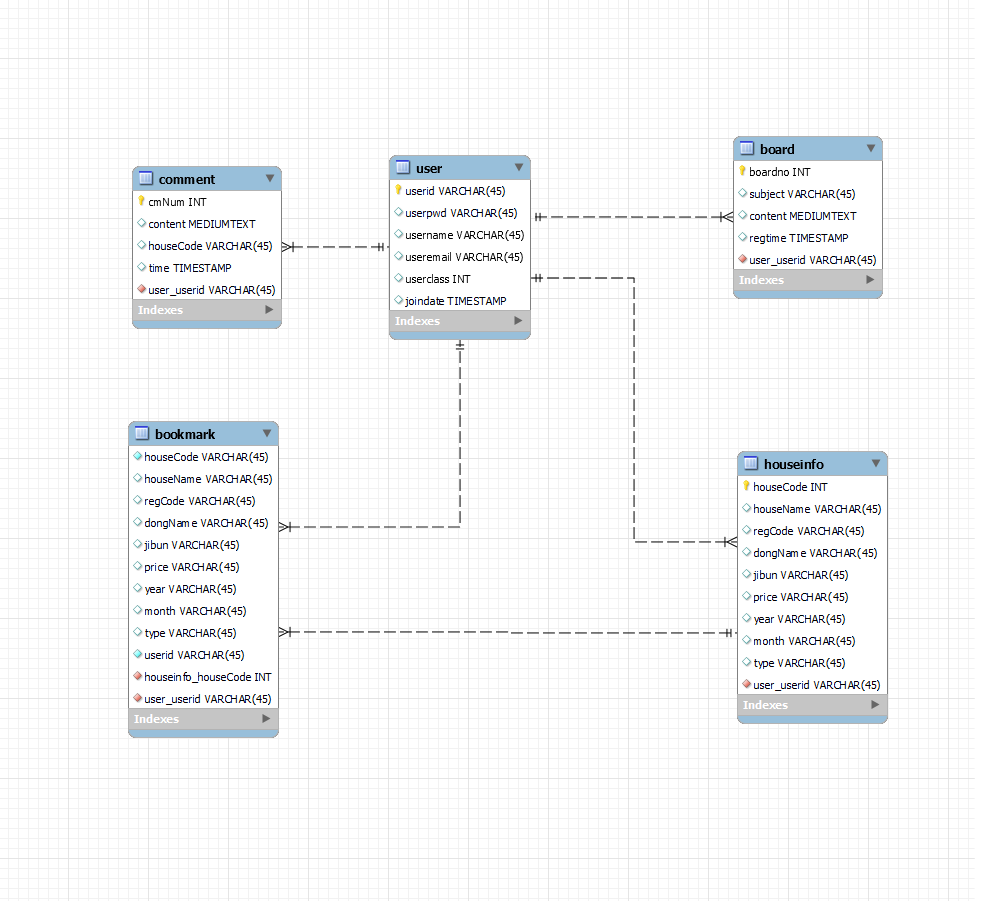 comment
cmNum INT
content MEDIUMTEXT
houseCode VARCHAR(45)
time TIMESTAMP
user_userid VARCHAR(45)
Indexes
user
userid VARCHAR(45)
userpwd VARCHAR(45)
username VARCHAR(45)
useremail VARCHAR(45)
userclass INT
joindate TIMESTAMP
Indexes
board
boardno INT
subject VARCHAR(45)
content MEDIUMTEXT
regtime TIMESTAMP
user_userid VARCHAR(45)
Indexes
bookmark
houseCode VARCHAR(45)
houseName VARCHAR(45)
regCode VARCHAR(45)
dongName VARCHAR(45)
jibun VARCHAR(45)
price VARCHAR(45)
year VARCHAR(45)
month VARCHAR(45)
type VARCHAR(45)
userid VARCHAR(45)
houseinfo_houseCode INT
user_userid VARCHAR(45)
Indexes
houseinfo
houseCode INT
houseName VARCHAR(45)
regCode VARCHAR(45)
dongName VARCHAR(45)
jibun VARCHAR(45)
price VARCHAR(45)
year VARCHAR(45)
month VARCHAR(45)
type VARCHAR(45)
user_userid VARCHAR(45)
Indexes